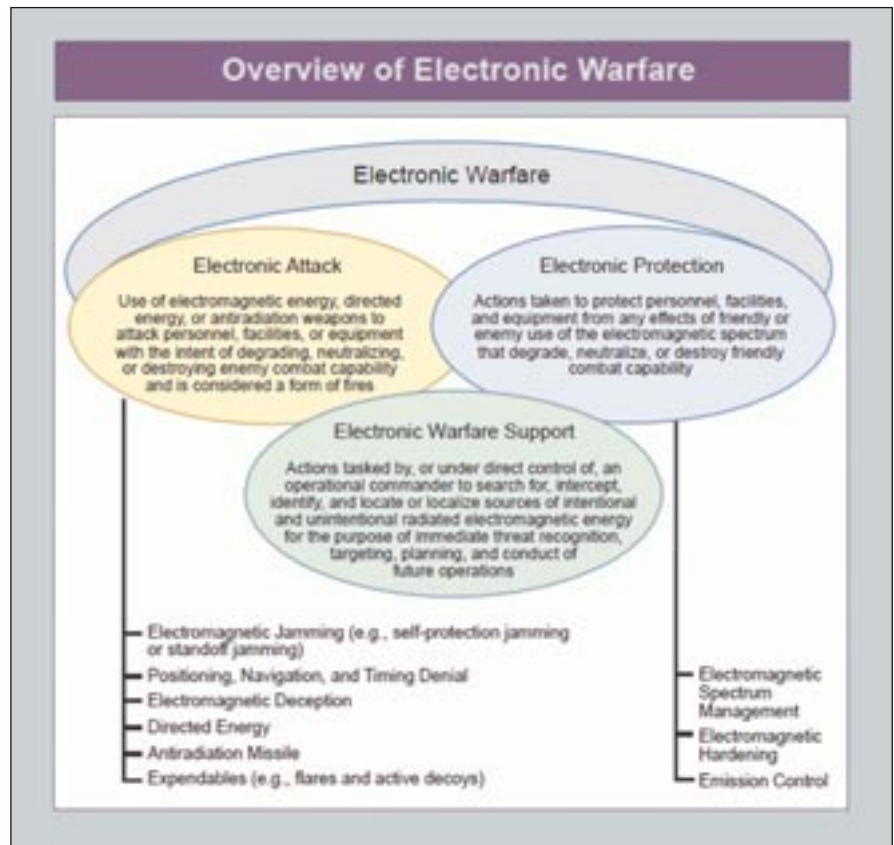 Overview of Electronic Warfare
Electronic Warfare
Electronic Attack
Use of electromagnetic energy, directed
energy, or antiradiation weapons to
attack personnel, facilities, or equipment
with the intent of degrading, neutralizing,
or destroying enemy combat capability
and is considered a form of fires
Electronic Protection
Actions taken to protect personnel, facilities,
and equipment from any effects of friendly or
enemy use of the electromagnetic spectrum
that degrade, neutralize, or destroy friendly
combat capability
Electronic Warfare Support
Actions tasked by, or under direct control of, an
operational commander to search for, intercept,
identify, and locate or localize sources of intentional
and unintentional radiated electromagnetic energy
for the purpose of immediate threat recognition,
targeting, planning, and conduct of
future operations
Electromagnetic Jamming (e.g., self-protection jamming
or standoff jamming)
Positioning, Navigation, and Timing Denial
Electromagnetic Deception
Directed Energy
Antiradiation Missile
Expendables (e.g., flares and active decoys)
Electromagnetic
Spectrum
Management
Electromagnetic
Hardening
Emission Control